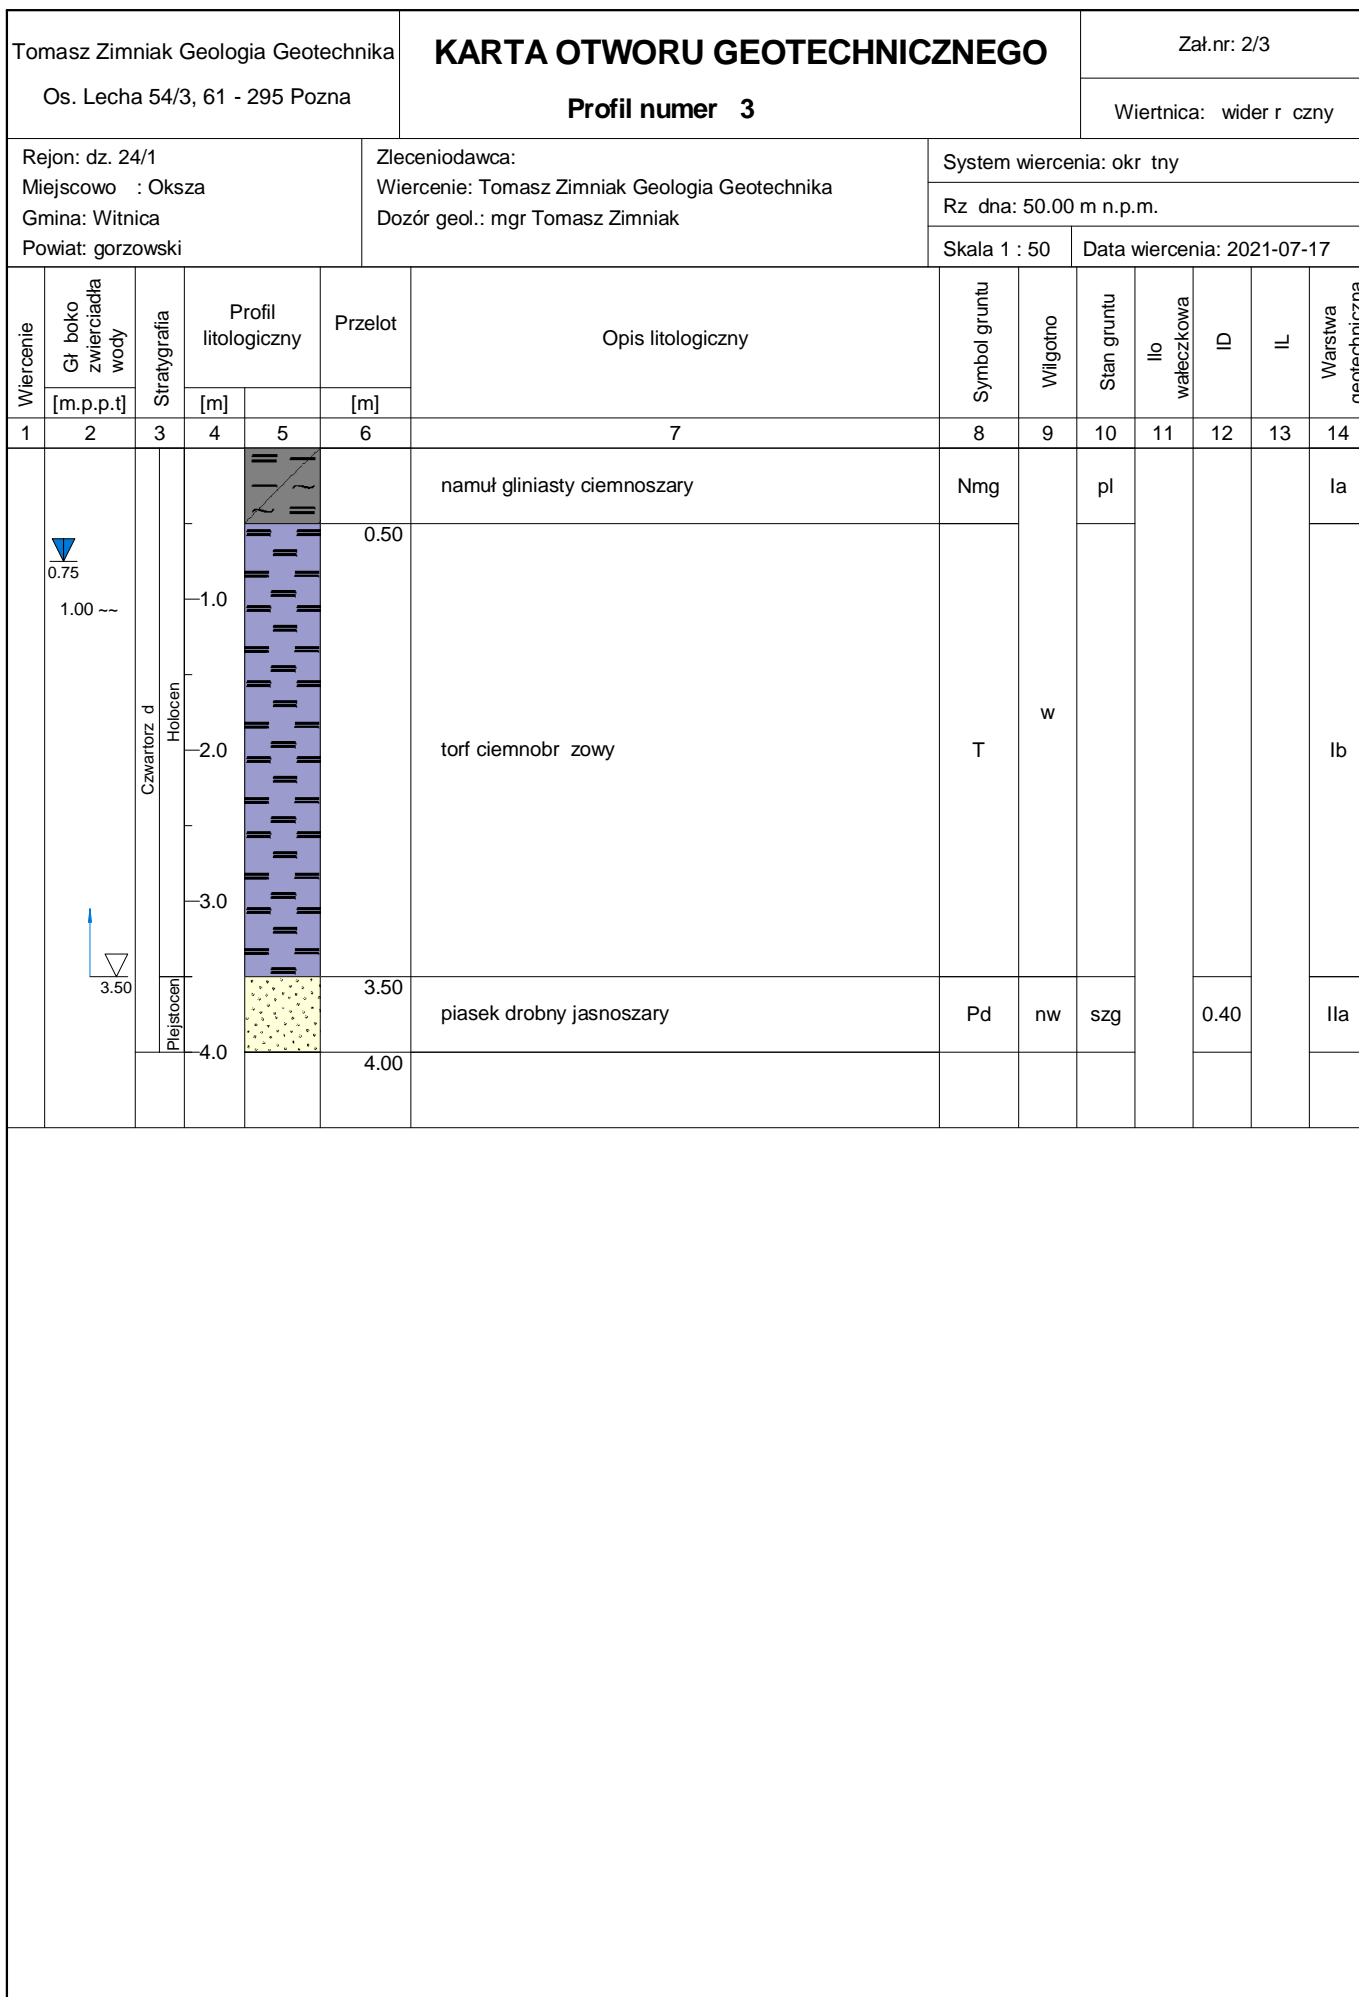 Tomasz Zimniak Geologia Geotechnika
Os. Lecha 54/3, 61 - 295 Pozna
KARTA OTWORU GEOTECHNICZNEGO
Profil numer 3
Zał.nr: 2/3
Wiertnica: wider r czny
Rejon: dz. 24/1
Miejscowo : Oksza
Gmina: Witnica
Powiat: gorzowski
Zleceniodawca:
Wiercenie: Tomasz Zimniak Geologia Geotechnika
Dozór geol.: mgr Tomasz Zimniak
System wiercenia: okr tny
Rz dna: 50.00 m n.p.m.
Skala 1 : 50
Data wiercenia: 2021-07-17
Wiercenie
Gł boko
zwierciadła
wody
[m.p.p.t]
Stratygrafia
Profil
litologiczny
[m]
Przelot
[m]
Opis litologiczny
Symbol gruntu
Wilgotno
Stan gruntu
Ilo
wałeczkowa
ID
IL
Warstwa
geotechniczna
1 2 3 4 5 6 7 8 9 10 11 12 13 14
namuł gliniasty ciemnoszary
Nmg
pl
Ia
0.50
0.75
1.00 ~~
1.0
Czwartorz d
Holocen
2.0
torf ciemnobr zowy
T
w
Ib
3.0
3.50
Plejstocen
3.50
piasek drobny jasnoszary
Pd
nw
szg
0.40
IIa
4.0
4.00